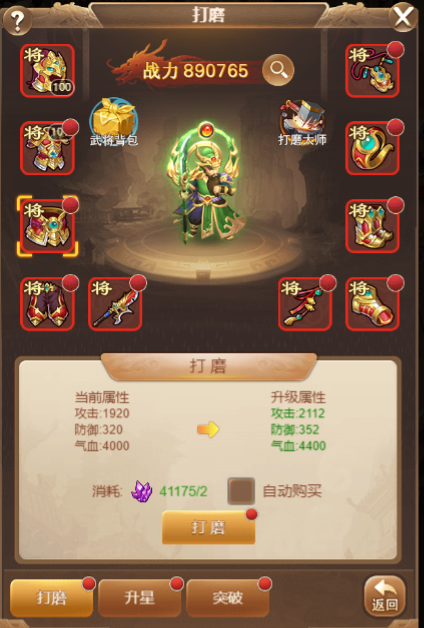 ?
打磨
将
100
战力 890765
将
将
10
武将背包
打磨大师
将
将
将
将
将
将
将
打磨
当前属性
升级属性
攻击:1920
攻击:2112
防御:320
防御:352
气血:4000
气血:4400
消耗: 41175/2
自动购买
打磨
打磨
升星
突破
返回